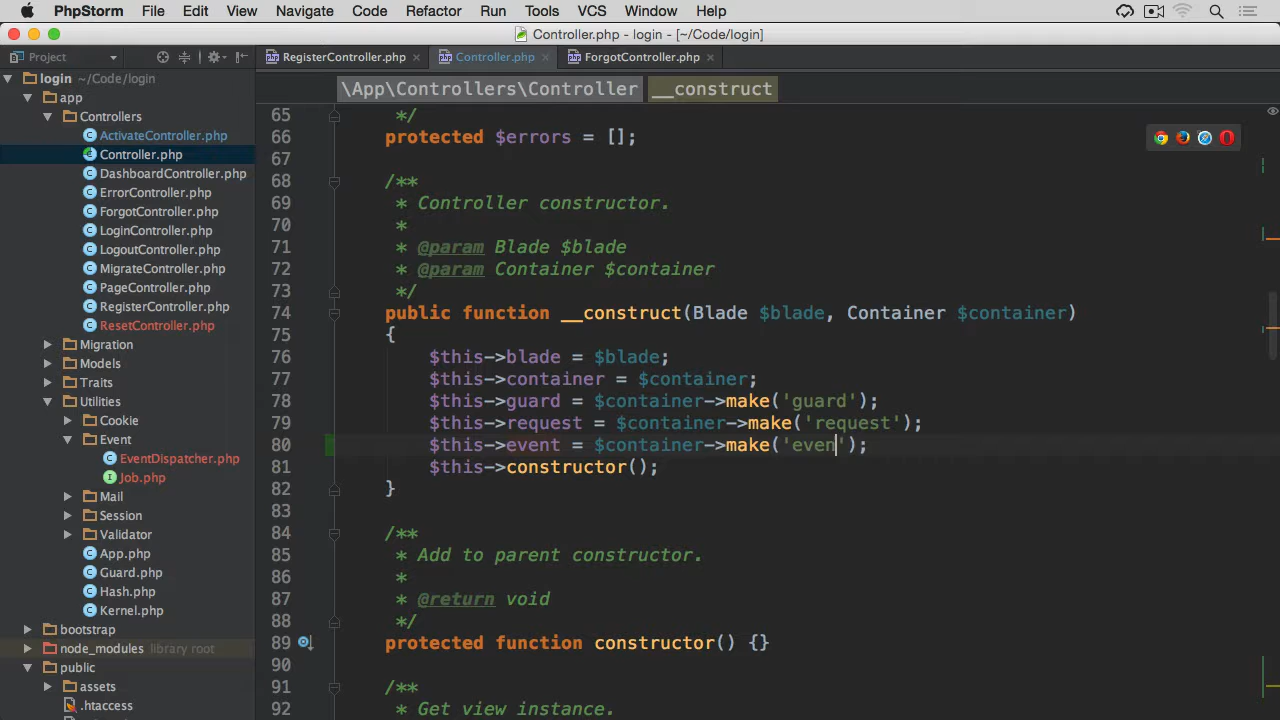 PhpStorm File Edit View Navigate Code Refactor Run Tools VCS Window Help
Controller.php - login - [~/Code/login]
Project
RegisterController.php × Controller.php × ForgotController.php ×
\App\Controllers\Controller __construct
login ~/Code/login
app
Controllers
ActivateController.php
Controller.php
DashboardController.php
ErrorController.php
ForgotController.php
LoginController.php
LogoutController.php
MigrateController.php
PageController.php
RegisterController.php
ResetController.php
Migration
Models
Traits
Utilities
Cookie
Event
EventDispatcher.php
Job.php
Mail
Session
Validator
App.php
Guard.php
Hash.php
Kernel.php
bootstrap
node_modules library root
public
assets
.htaccess
65 */
66 protected $errors = [];
67
68 /**
69 * Controller constructor.
70 *
71 * @param Blade $blade
72 * @param Container $container
73 */
74 public function __construct(Blade $blade, Container $container)
75 {
76 $this->blade = $blade;
77 $this->container = $container;
78 $this->guard = $container->make('guard');
79 $this->request = $container->make('request');
80 $this->event = $container->make('even');
81 $this->constructor();
82 }
83
84 /**
85 * Add to parent constructor.
86 *
87 * @return void
88 */
89 protected function constructor() {}
90
91 /**
92 * Get view instance.